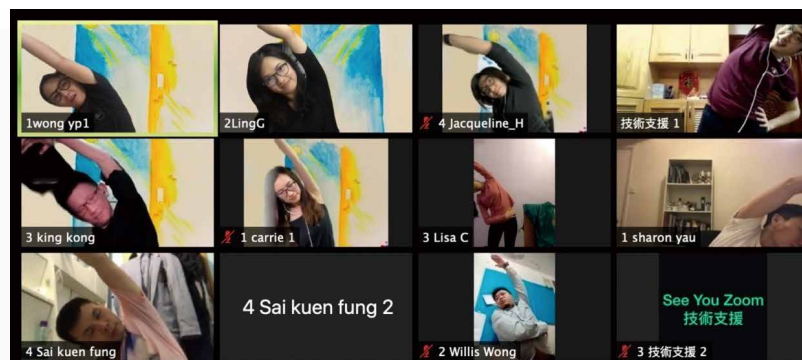 1wong yp1
2LingG
4 Jacqueline_H
技術支援 1
3 king kong
1 carrie 1
3 Lisa C
1 sharon yau
4 Sai kuen fung
4 Sai kuen fung 2
2 Willis Wong
See You Zoom
技術支援
3 技術支援 2